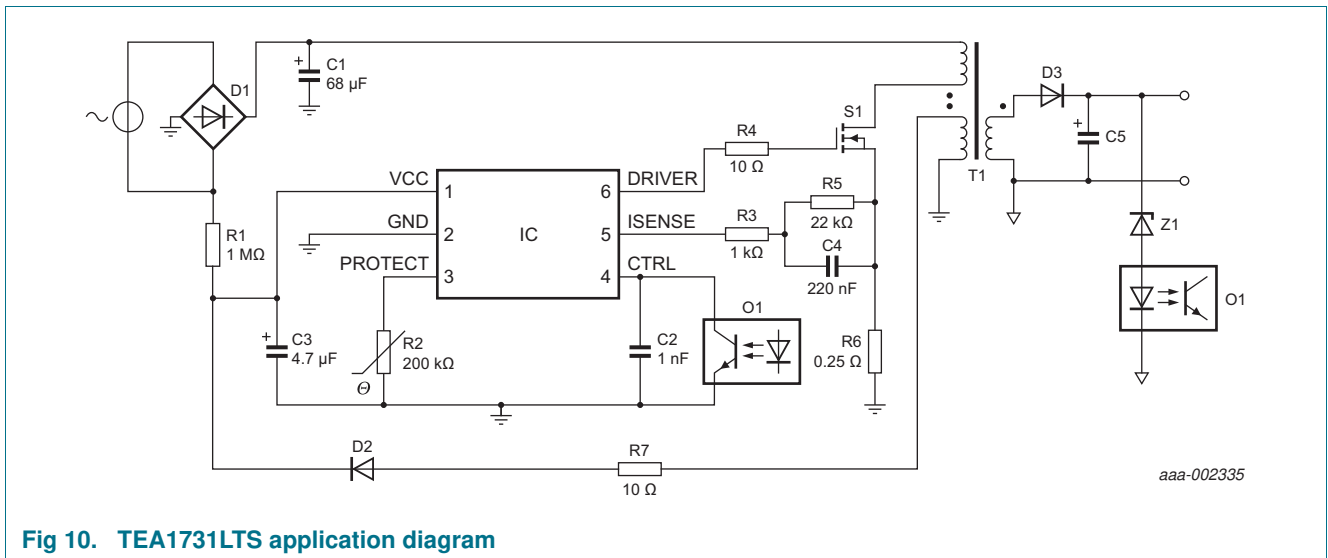 C1
68 µF
D1
D3
S1
R4
10 Ω
C5
T1
VCC
1
6
DRIVER
R5
22 kΩ
GND
2
IC
5
ISENSE
R3
1 kΩ
C4
220 nF
Z1
R1
1 MΩ
PROTECT
3
4
CTRL
O1
O1
C3
4.7 µF
R2
200 kΩ
Θ
C2
1 nF
R6
0.25 Ω
D2
R7
10 Ω
aaa-002335
Fig 10. TEA1731LTS application diagram